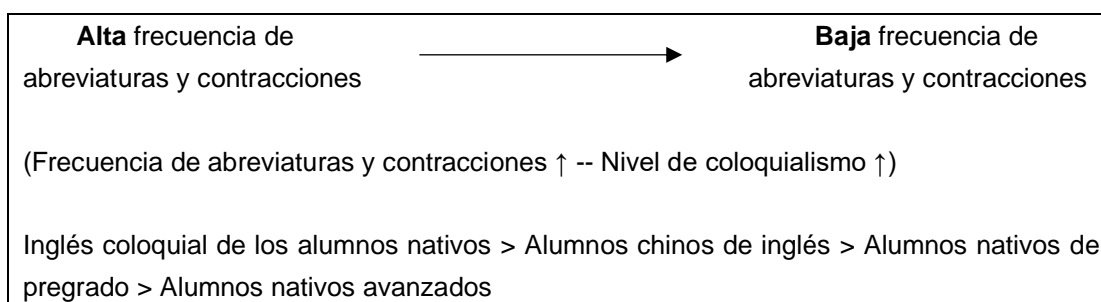 Alta frecuencia de Baja frecuencia de
abreviaturas y contracciones abreviaturas y contracciones
(Frecuencia de abreviaturas y contracciones ↑ -- Nivel de coloquialismo ↑)
Inglés coloquial de los alumnos nativos > Alumnos chinos de inglés > Alumnos nativos de
pregrado > Alumnos nativos avanzados